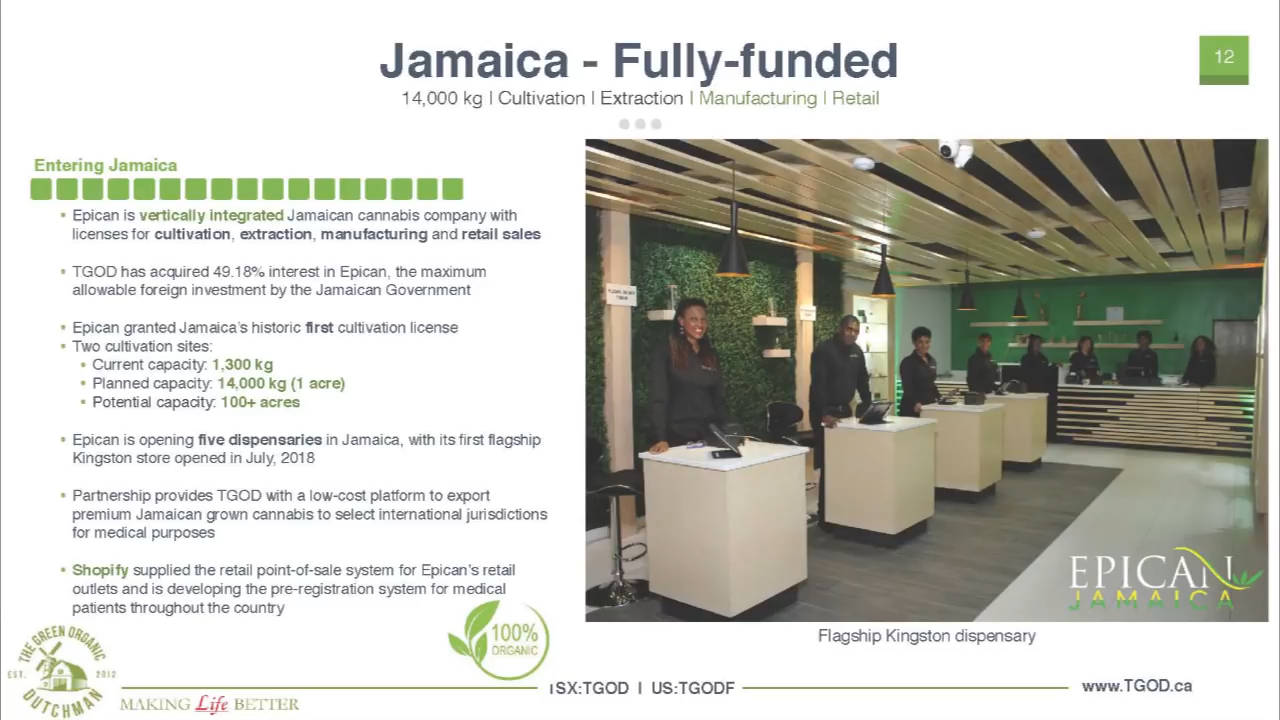 Jamaica - Fully-funded
12
14,000 kg | Cultivation | Extraction | Manufacturing | Retail
Entering Jamaica
▪ Epican is vertically integrated Jamaican cannabis company with
licenses for cultivation, extraction, manufacturing and retail sales
▪ TGOD has acquired 49.18% interest in Epican, the maximum
allowable foreign investment by the Jamaican Government
▪ Epican granted Jamaica's historic first cultivation license
▪ Two cultivation sites:
▪ Current capacity: 1,300 kg
▪ Planned capacity: 14,000 kg (1 acre)
▪ Potential capacity: 100+ acres
▪ Epican is opening five dispensaries in Jamaica, with its first flagship
Kingston store opened in July, 2018
▪ Partnership provides TGOD with a low-cost platform to export
premium Jamaican grown cannabis to select international jurisdictions
for medical purposes
▪ Shopify supplied the retail point-of-sale system for Epican's retail
outlets and is developing the pre-registration system for medical
patients throughout the country
EPICAN
JAMAICA
Flagship Kingston dispensary
100%
ORGANIC
THE GREEN ORGANIC
EST. 2012
DUTCHMAN
MAKING Life BETTER
SX:TGOD | US:TGODF
www.TGOD.ca